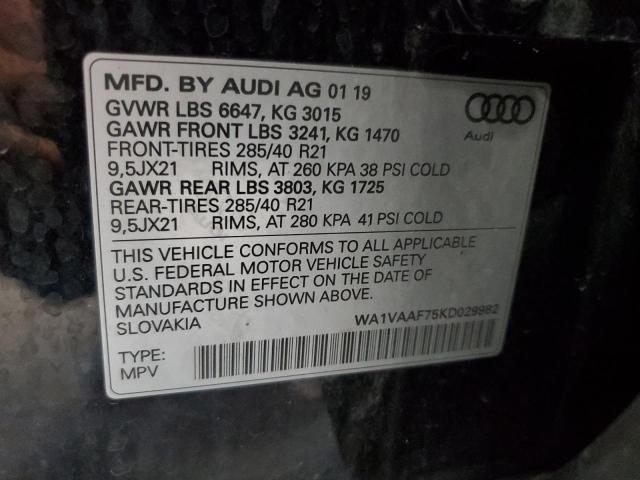 MFD. BY AUDI AG 01 19
GVWR LBS 6647, KG 3015
GAWR FRONT LBS 3241, KG 1470
FRONT-TIRES 285/40 R21
9,5JX21 RIMS, AT 260 KPA 38 PSI COLD
GAWR REAR LBS 3803, KG 1725
REAR-TIRES 285/40 R21
9,5JX21 RIMS, AT 280 KPA 41 PSI COLD
Audi
THIS VEHICLE CONFORMS TO ALL APPLICABLE
U.S. FEDERAL MOTOR VEHICLE SAFETY
STANDARDS IN EFFECT ON THE DATE OF
MANUFACTURE SHOWN ABOVE.
SLOVAKIA
WA1VAAF75KD029982
TYPE:
MPV